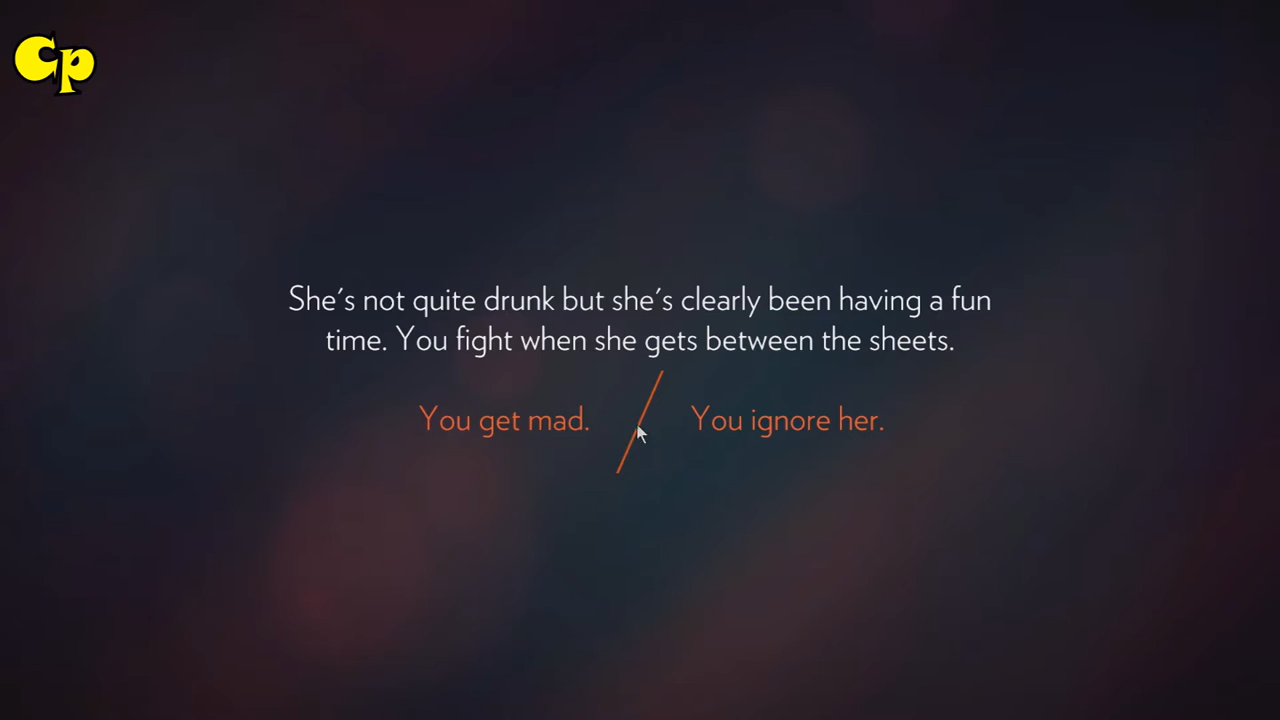 Cp
She's not quite drunk but she's clearly been having a fun
time. You fight when she gets between the sheets.
You get mad. / You ignore her.